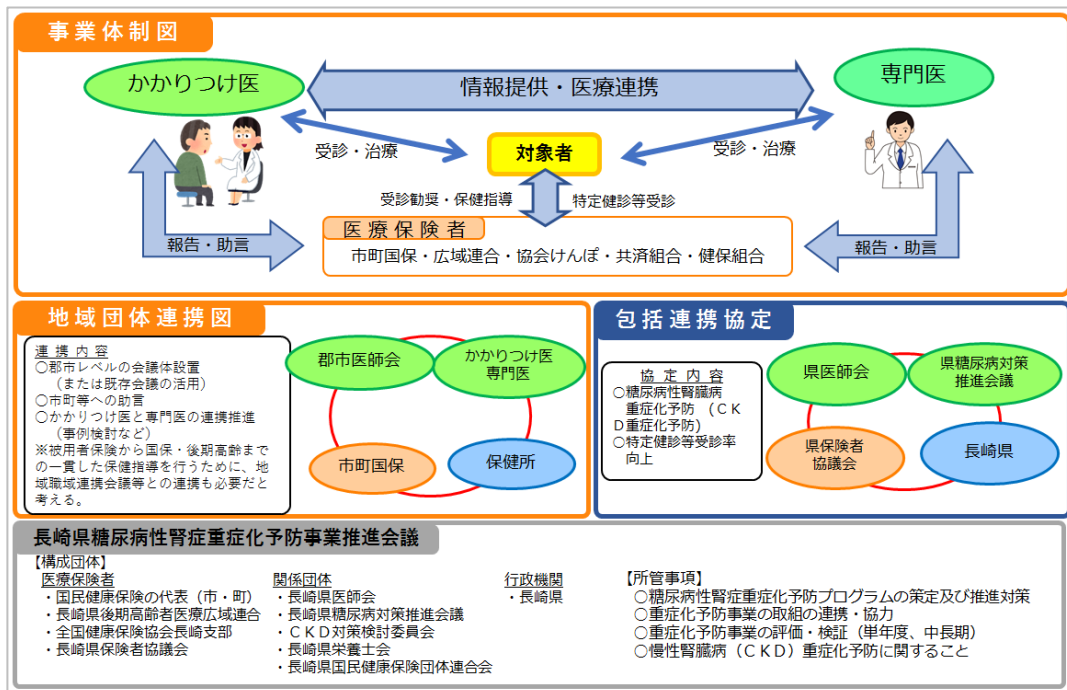 事業体制図
かかりつけ医
情報提供・医療連携
専門医
受診・治療
対象者
受診・治療
受診勧奨・保健指導
特定健診等受診
報告・助言
医療保険者
市町国保・広域連合・協会けんぽ・共済組合・健保組合
報告・助言
地域団体連携図
連携内容
○郡市レベルの会議体設置
（または既存会議の活用）
○市町等への助言
○かかりつけ医と専門医の連携推進
（事例検討など）
※被用者保険から国保・後期高齢まで
の一貫した保健指導を行うために、地
域職域連携会議等との連携も必要だと
考える。
郡市医師会
かかりつけ医
専門医
市町国保
保健所
包括連携協定
協定内容
○糖尿病性腎臓病
重症化予防　（ＣＫ
Ｄ重症化予防)
○特定健診等受診率
向上
県医師会
県糖尿病対策
推進会議
県保険者
協議会
長崎県
長崎県糖尿病性腎症重症化予防事業推進会議
【構成団体】
医療保険者
・国民健康保険の代表（市・町）
・長崎県後期高齢者医療広域連合
・全国健康保険協会長崎支部
・長崎県保険者協議会
関係団体
・長崎県医師会
・長崎県糖尿病対策推進会議
・ＣＫＤ対策検討委員会
・長崎県栄養士会
・長崎県国民健康保険団体連合会
行政機関
・長崎県
【所管事項】
○糖尿病性腎症重症化予防プログラムの策定及び推進対策
○重症化予防事業の取組の連携・協力
○重症化予防事業の評価・検証（単年度、中長期）
○慢性腎臓病（ＣＫＤ）重症化予防に関すること